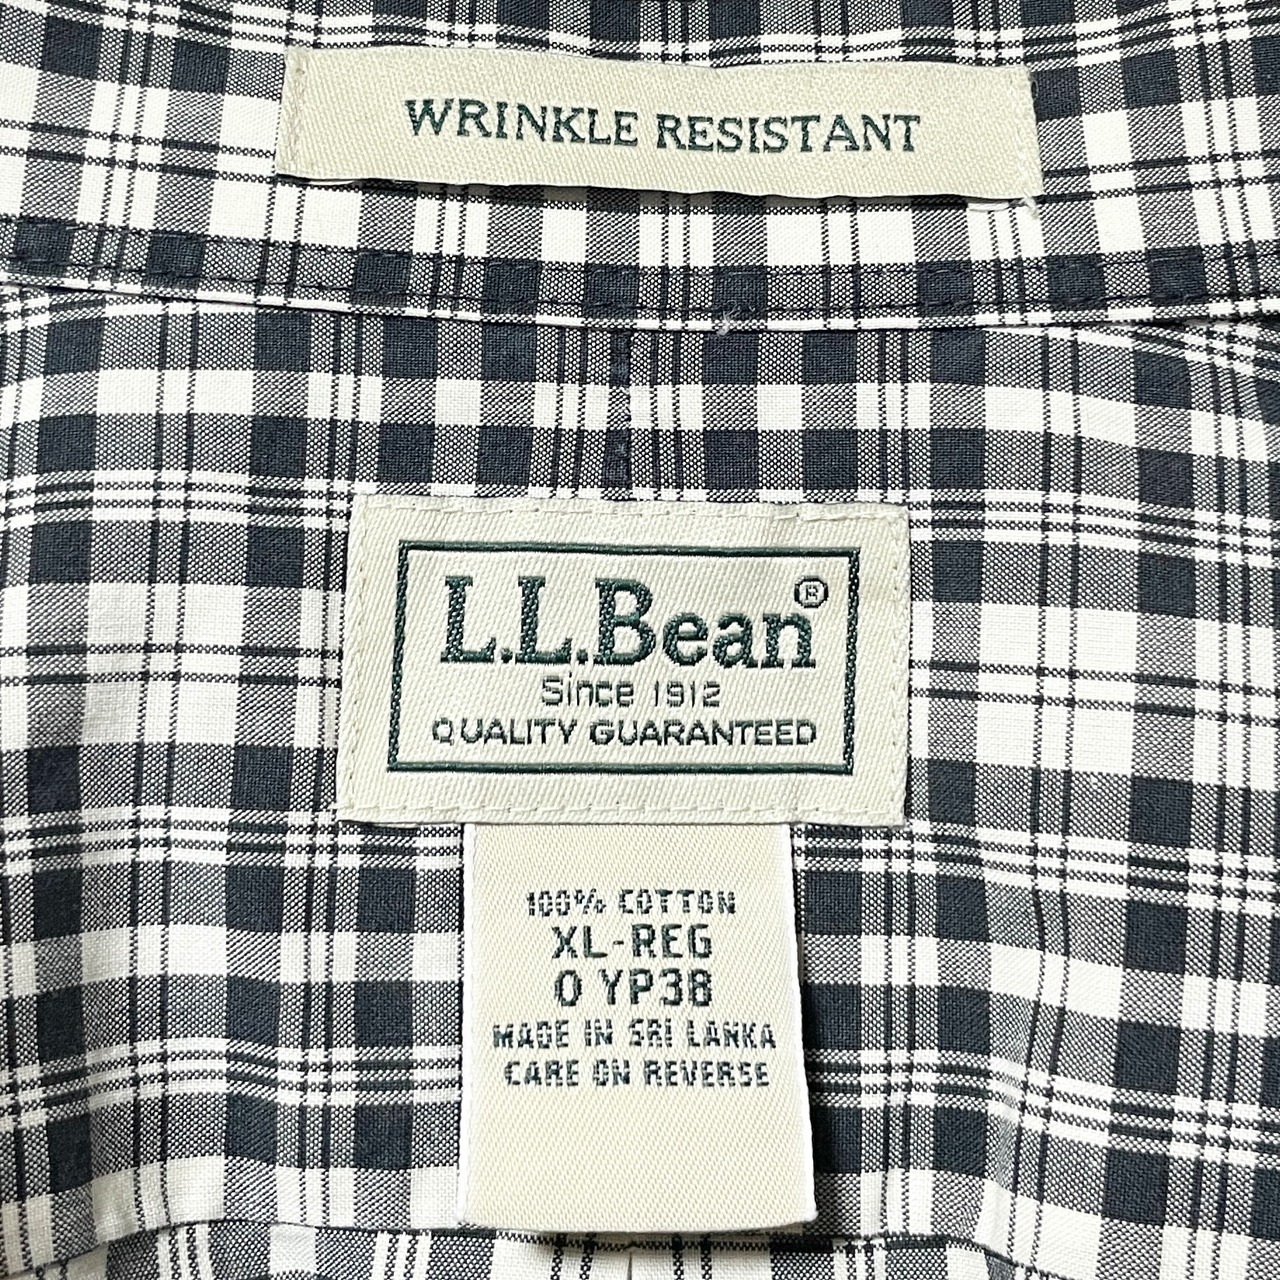 WRINKLE RESISTANT
L.L.Bean®
Since 1912
QUALITY GUARANTEED
100% COTTON
XL-REG
0 YP38
MADE IN SRI LANKA
CARE ON REVERSE